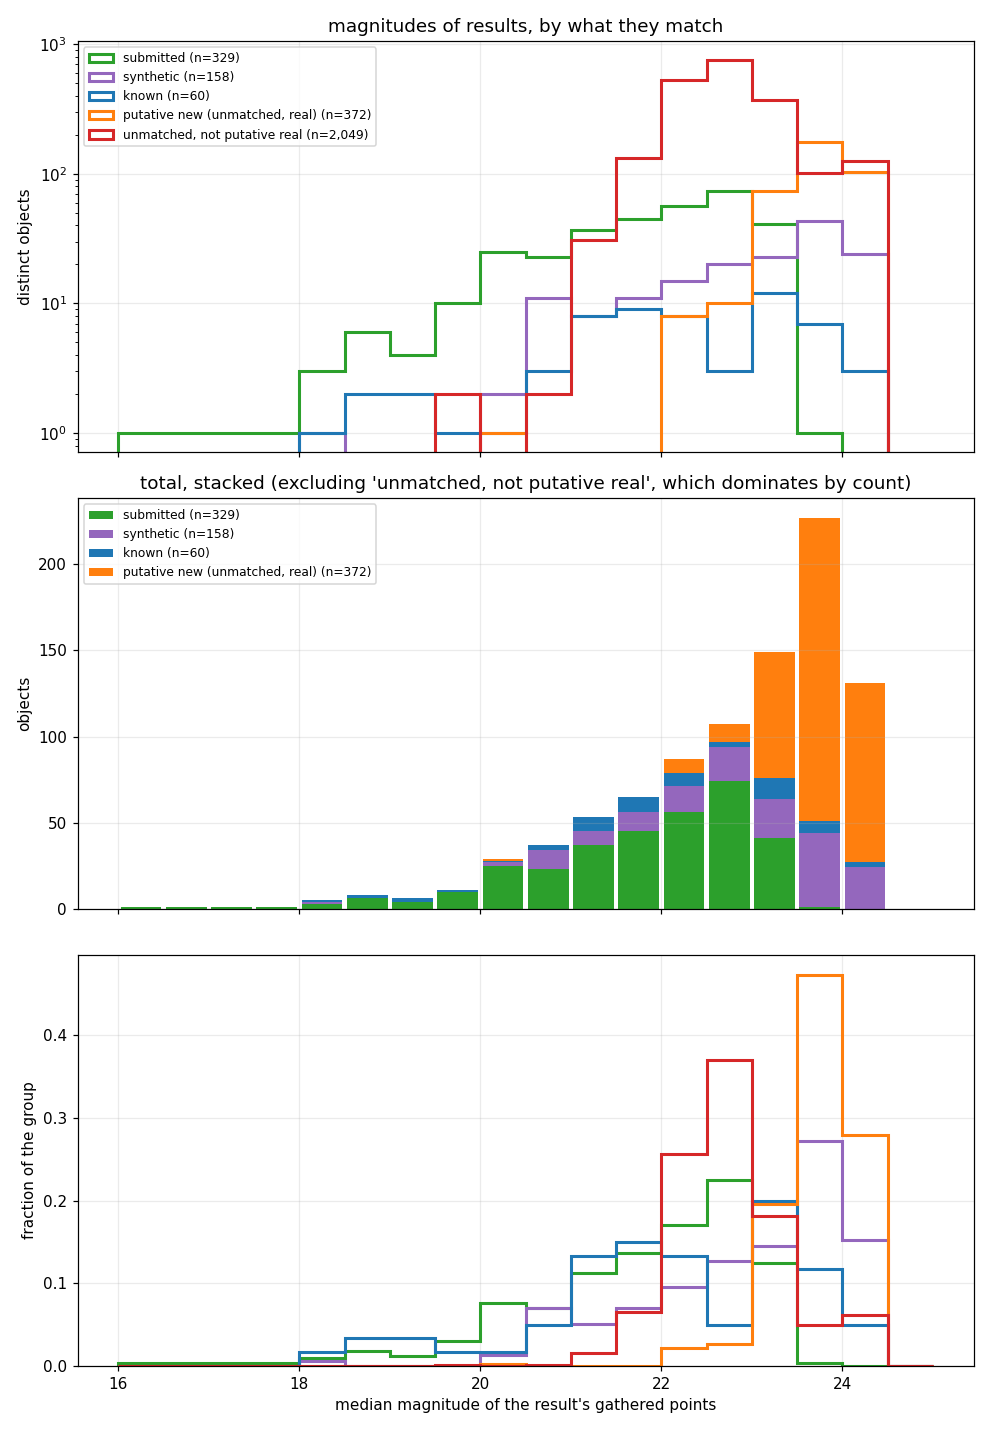 magnitudes of results, by what they match
submitted (n=329)
synthetic (n=158)
known (n=60)
putative new (unmatched, real) (n=372)
unmatched, not putative real (n=2,049)
10³
10²
10¹
10⁰
distinct objects
total, stacked (excluding 'unmatched, not putative real', which dominates by count)
submitted (n=329)
synthetic (n=158)
known (n=60)
putative new (unmatched, real) (n=372)
200
150
100
50
0
objects
0.4
0.3
0.2
0.1
0.0
fraction of the group
16 18 20 22 24
median magnitude of the result's gathered points